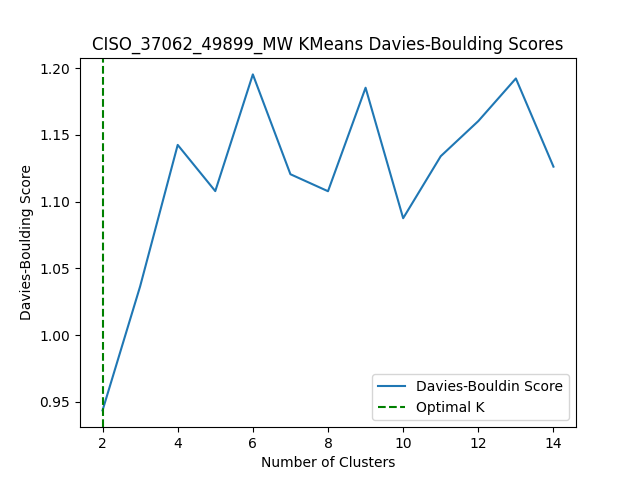 CISO_37062_49899_MW KMeans Davies-Boulding Scores
Davies-Boulding Score
1.20
1.15
1.10
1.05
1.00
0.95
Davies-Bouldin Score
Optimal K
2 4 6 8 10 12 14
Number of Clusters